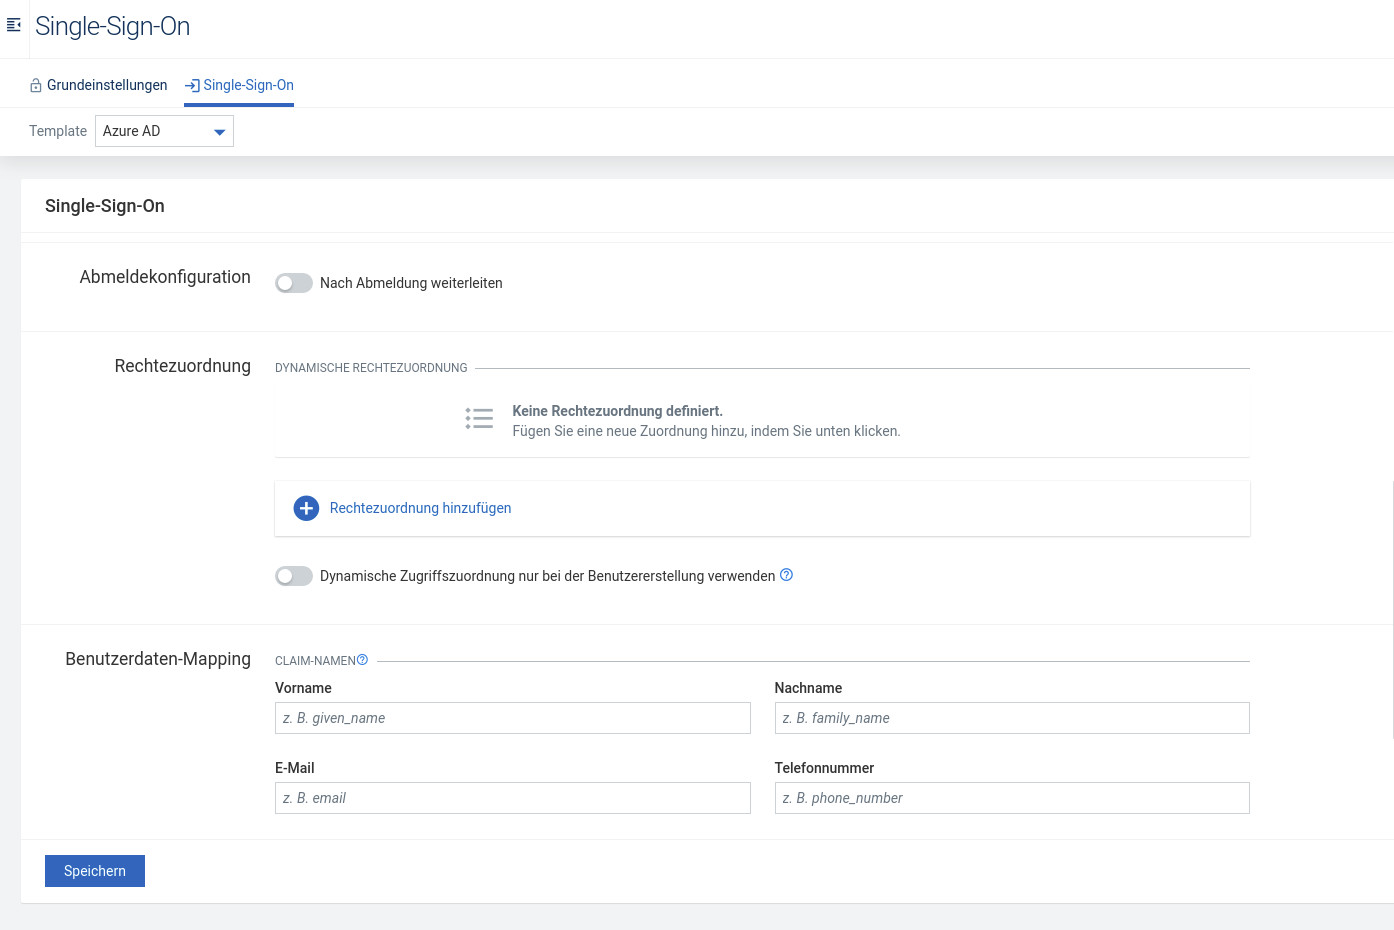 Single-Sign-On
Grundeinstellungen
Single-Sign-On
Template
Azure AD
Single-Sign-On
Abmeldekonfiguration
Nach Abmeldung weiterleiten
Rechtezuordnung
DYNAMISCHE RECHTEZUORDNUNG
Keine Rechtezuordnung definiert.
Fügen Sie eine neue Zuordnung hinzu, indem Sie unten klicken.
Rechtezuordnung hinzufügen
Dynamische Zugriffszuordnung nur bei der Benutzererstellung verwenden
Benutzerdaten-Mapping
CLAIM-NAMEN
Vorname
Nachname
z. B. given_name
z. B. family_name
E-Mail
Telefonnummer
z. B. email
z. B. phone_number
Speichern